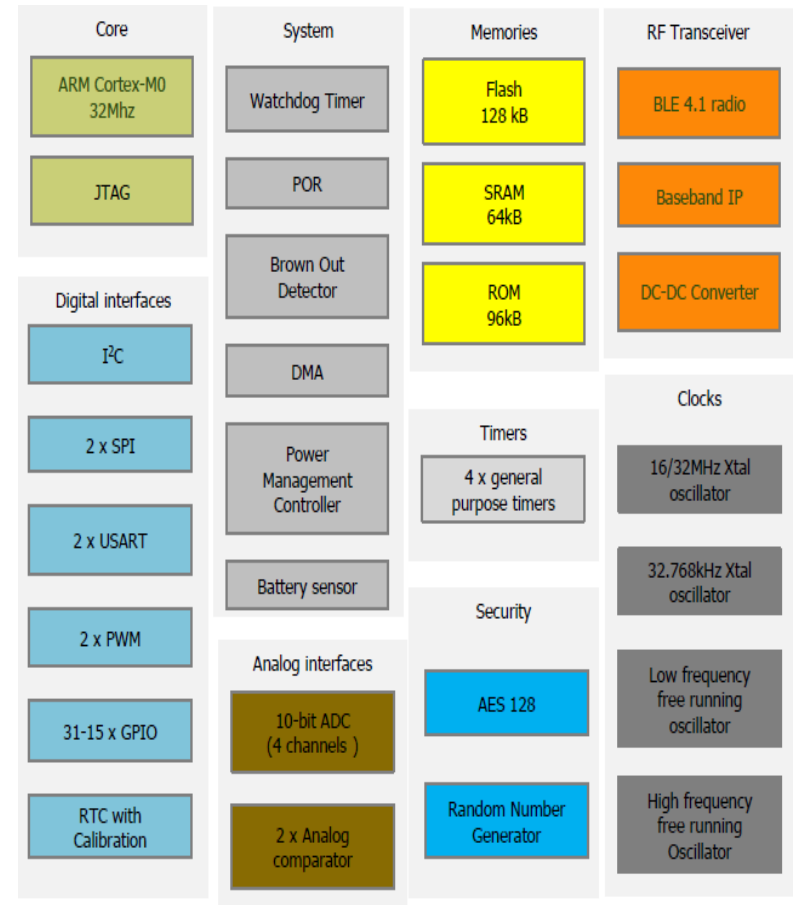 Core
ARM Cortex-M0
32Mhz
JTAG
Digital interfaces
I²C
2 x SPI
2 x USART
2 x PWM
31-15 x GPIO
RTC with
Calibration
System
Watchdog Timer
POR
Brown Out
Detector
DMA
Power
Management
Controller
Battery sensor
Analog interfaces
10-bit ADC
(4 channels )
2 x Analog
comparator
Memories
Flash
128 kB
SRAM
64kB
ROM
96kB
Timers
4 x general
purpose timers
Security
AES 128
Random Number
Generator
RF Transceiver
BLE 4.1 radio
Baseband IP
DC-DC Converter
Clocks
16/32MHz Xtal
oscillator
32.768kHz Xtal
oscillator
Low frequency
free running
oscillator
High frequency
free running
Oscillator